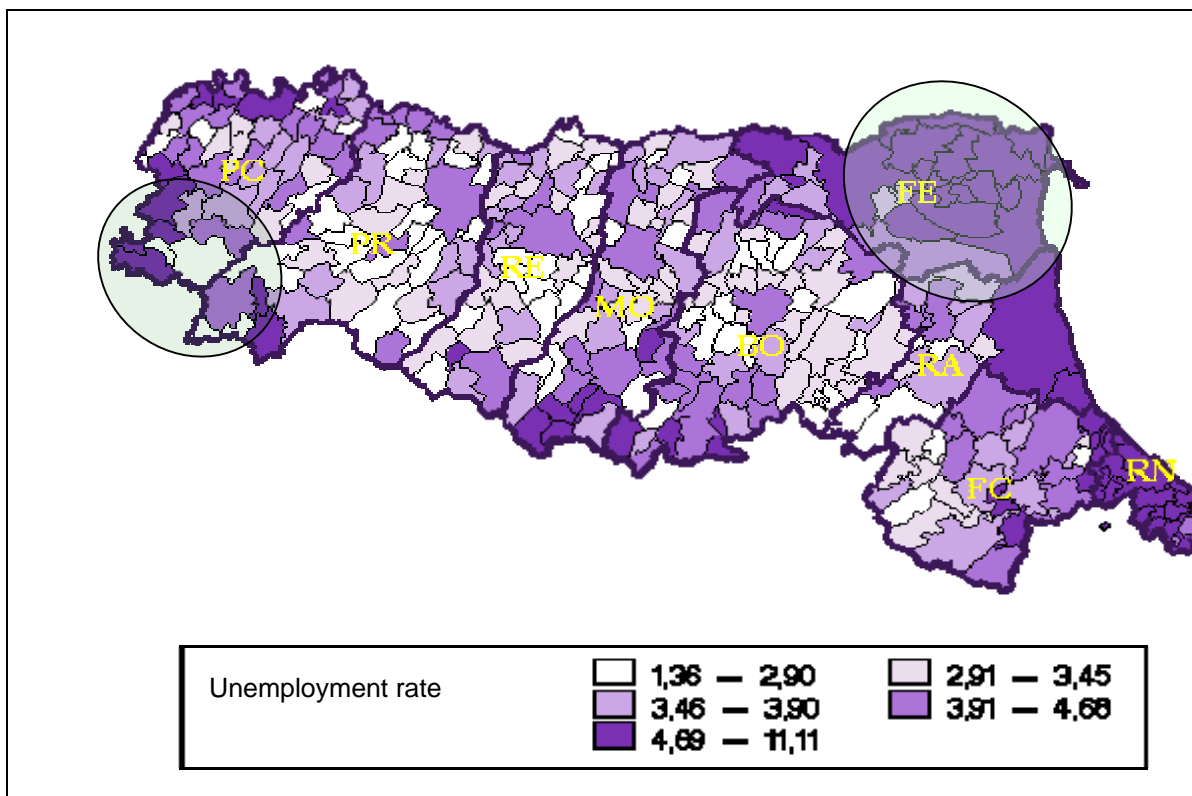 PC
FE
PR
RE
MO
BO
RA
RN
FC
Unemployment rate
1,36 — 2,90
2,91 — 3,45
3,46 — 3,90
3,91 — 4,68
4,69 — 11,11